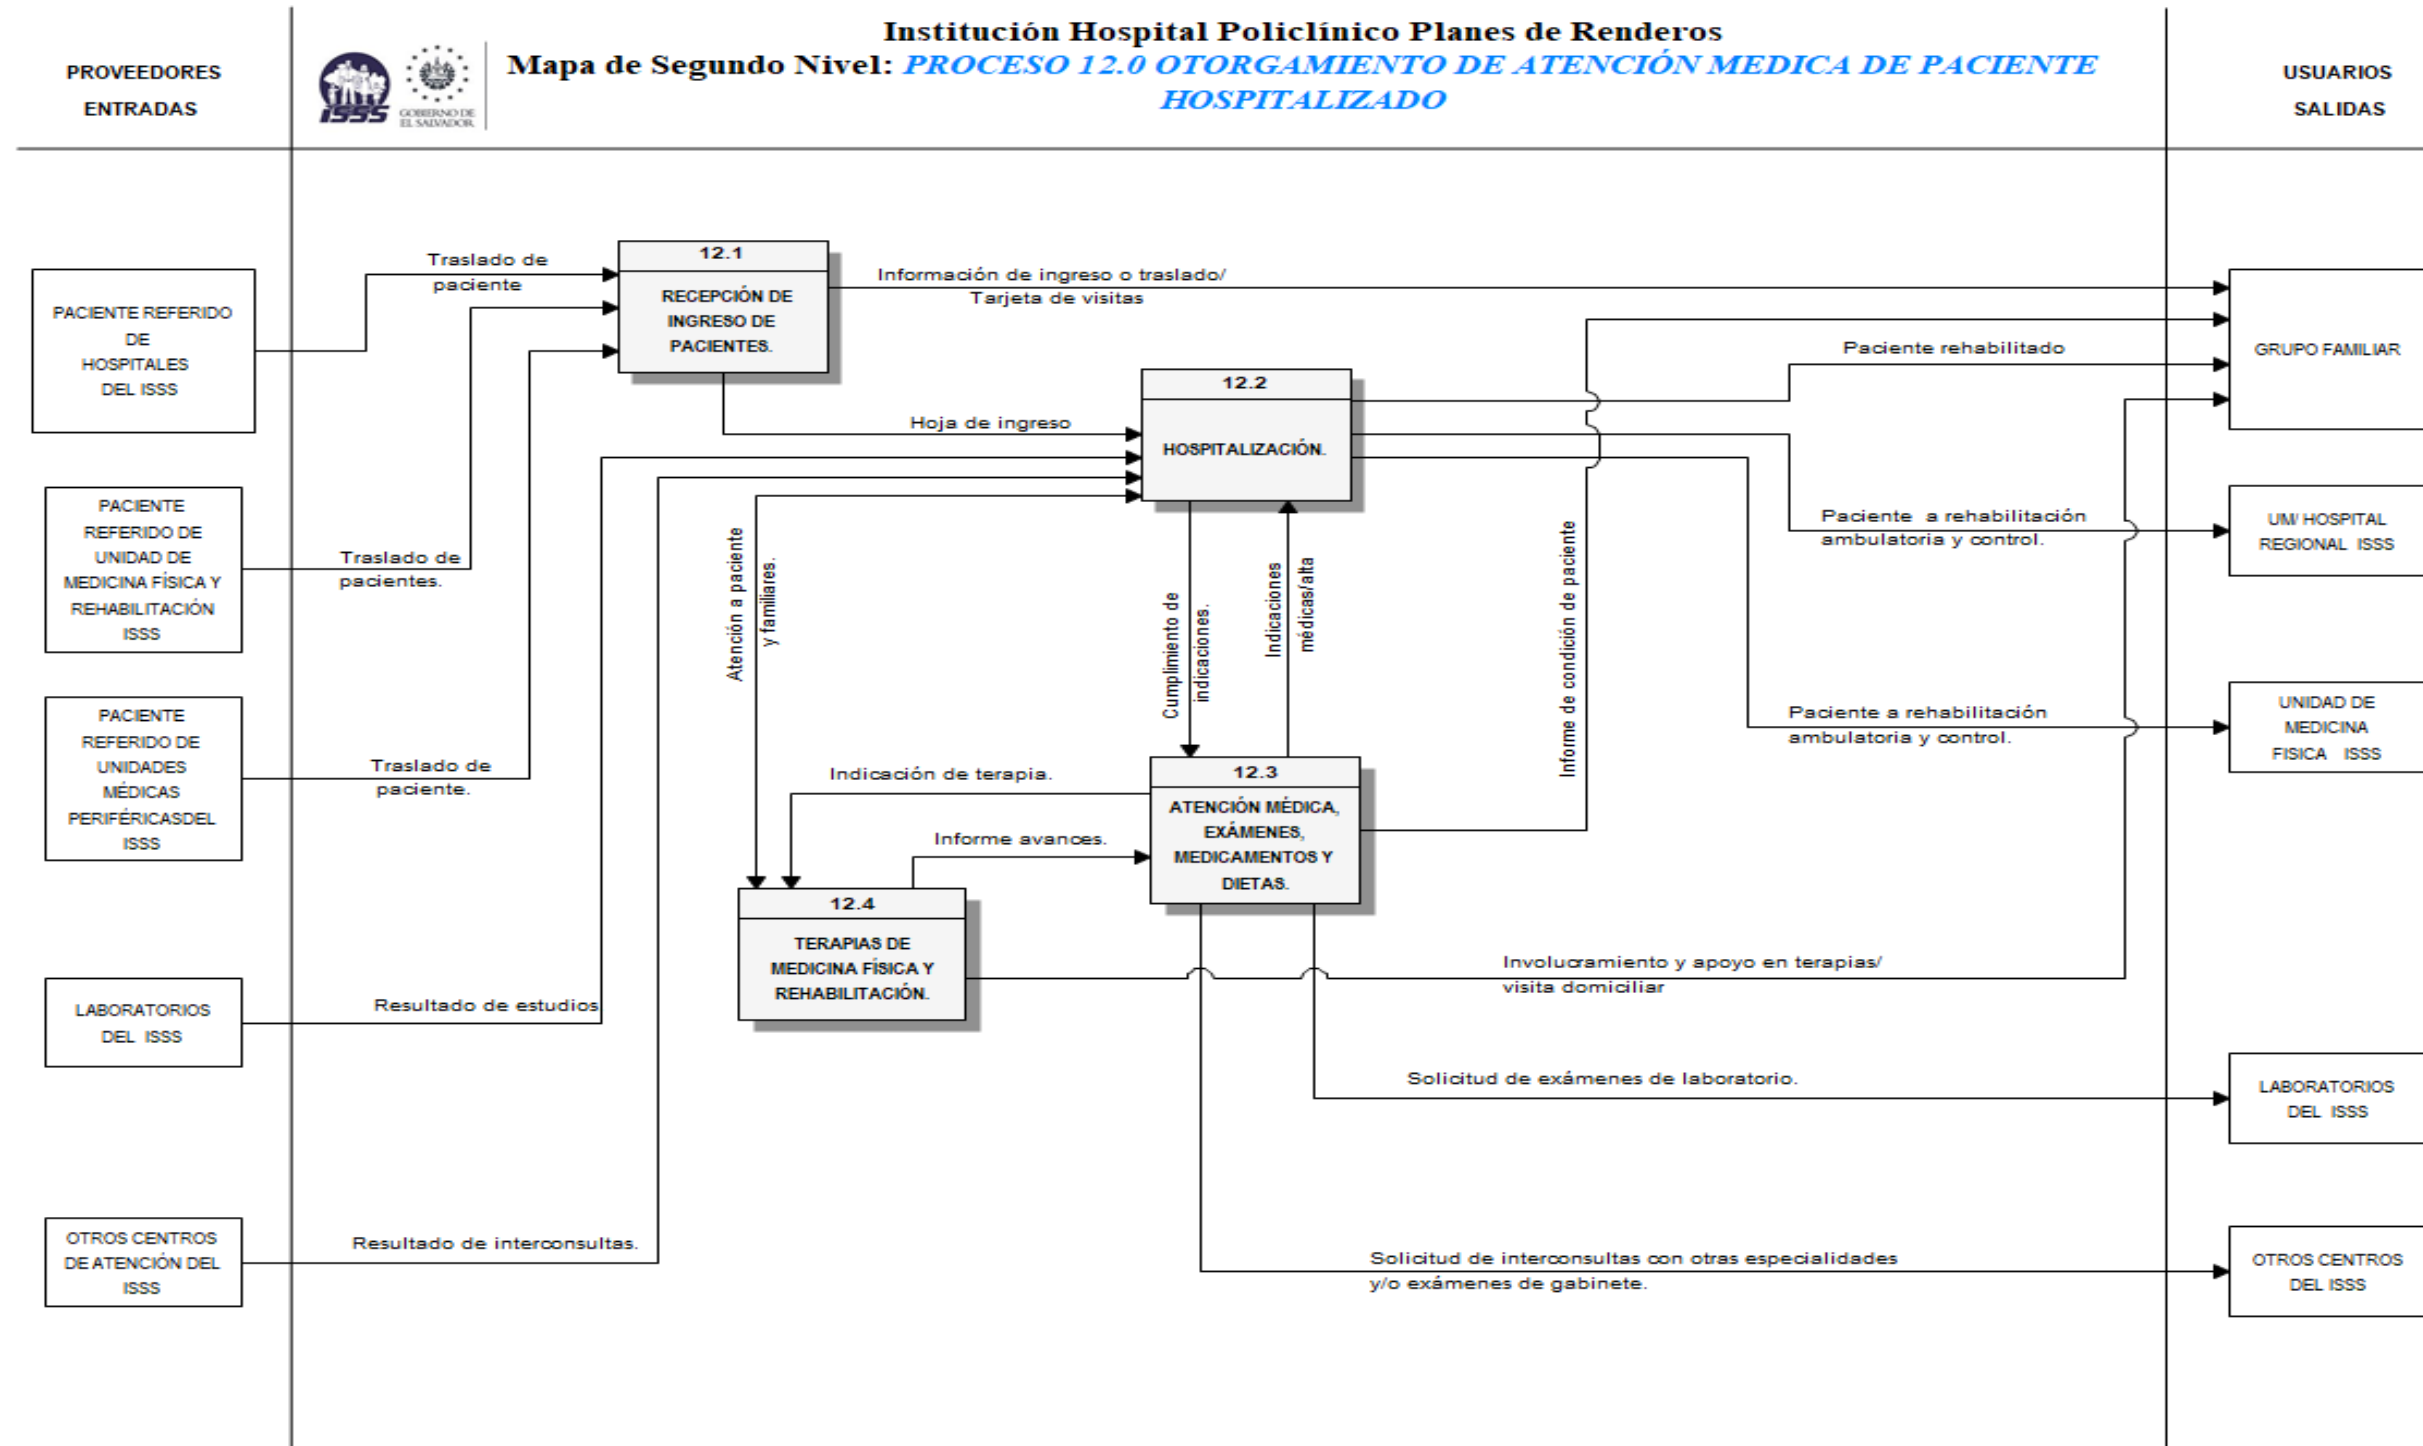 PROVEEDORES
ENTRADAS
ISSS
GOBIERNO DE
EL SALVADOR
Institución Hospital Policlínico Planes de Renderos
Mapa de Segundo Nivel: PROCESO 12.0 OTORGAMIENTO DE ATENCIÓN MEDICA DE PACIENTE
HOSPITALIZADO
USUARIOS
SALIDAS
PACIENTE REFERIDO
DE
HOSPITALES
DEL ISSS
Traslado de
paciente
12.1
RECEPCIÓN DE
INGRESO DE
PACIENTES.
Información de ingreso o traslado/
Tarjeta de visitas
GRUPO FAMILIAR
Paciente rehabilitado
12.2
HOSPITALIZACIÓN.
Hoja de ingreso
PACIENTE
REFERIDO DE
UNIDAD DE
MEDICINA FÍSICA Y
REHABILITACIÓN
ISSS
Traslado de
pacientes.
Atención a paciente
y familiares.
Cumplimiento de
indicaciones.
Indicaciones
médicas/alta
Informe de condición de paciente
Paciente  a rehabilitación
ambulatoria y control.
UM/ HOSPITAL
REGIONAL ISSS
PACIENTE
REFERIDO DE
UNIDADES
MÉDICAS
PERIFÉRICASDEL
ISSS
Traslado de
paciente.
Paciente a rehabilitación
ambulatoria y control.
UNIDAD DE
MEDICINA
FISICA ISSS
Indicación de terapia.
Informe avances.
12.3
ATENCIÓN MÉDICA,
EXÁMENES,
MEDICAMENTOS Y
DIETAS.
12.4
TERAPIAS DE
MEDICINA FÍSICA Y
REHABILITACIÓN.
Involucramiento y apoyo en terapias/
visita domiciliar
LABORATORIOS
DEL ISSS
Resultado de estudios
Solicitud de exámenes de laboratorio.
LABORATORIOS
DEL ISSS
OTROS CENTROS
DE ATENCIÓN DEL
ISSS
Resultado de interconsultas.
Solicitud de interconsultas con otras especialidades
y/o exámenes de gabinete.
OTROS CENTROS
DEL ISSS